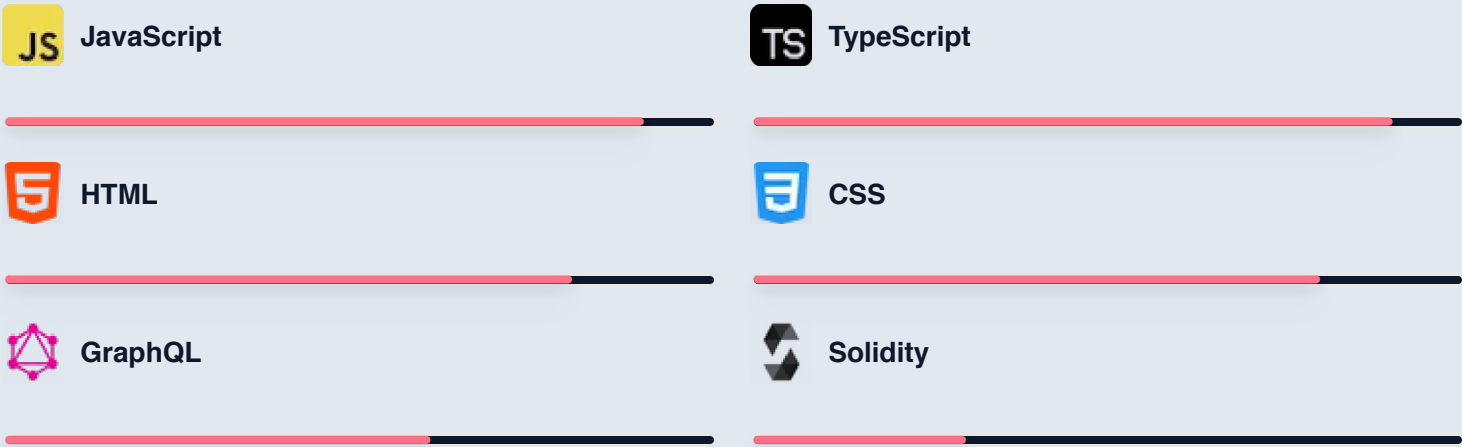 JS JavaScript
TS TypeScript
5 HTML
3 CSS
GraphQL
Solidity